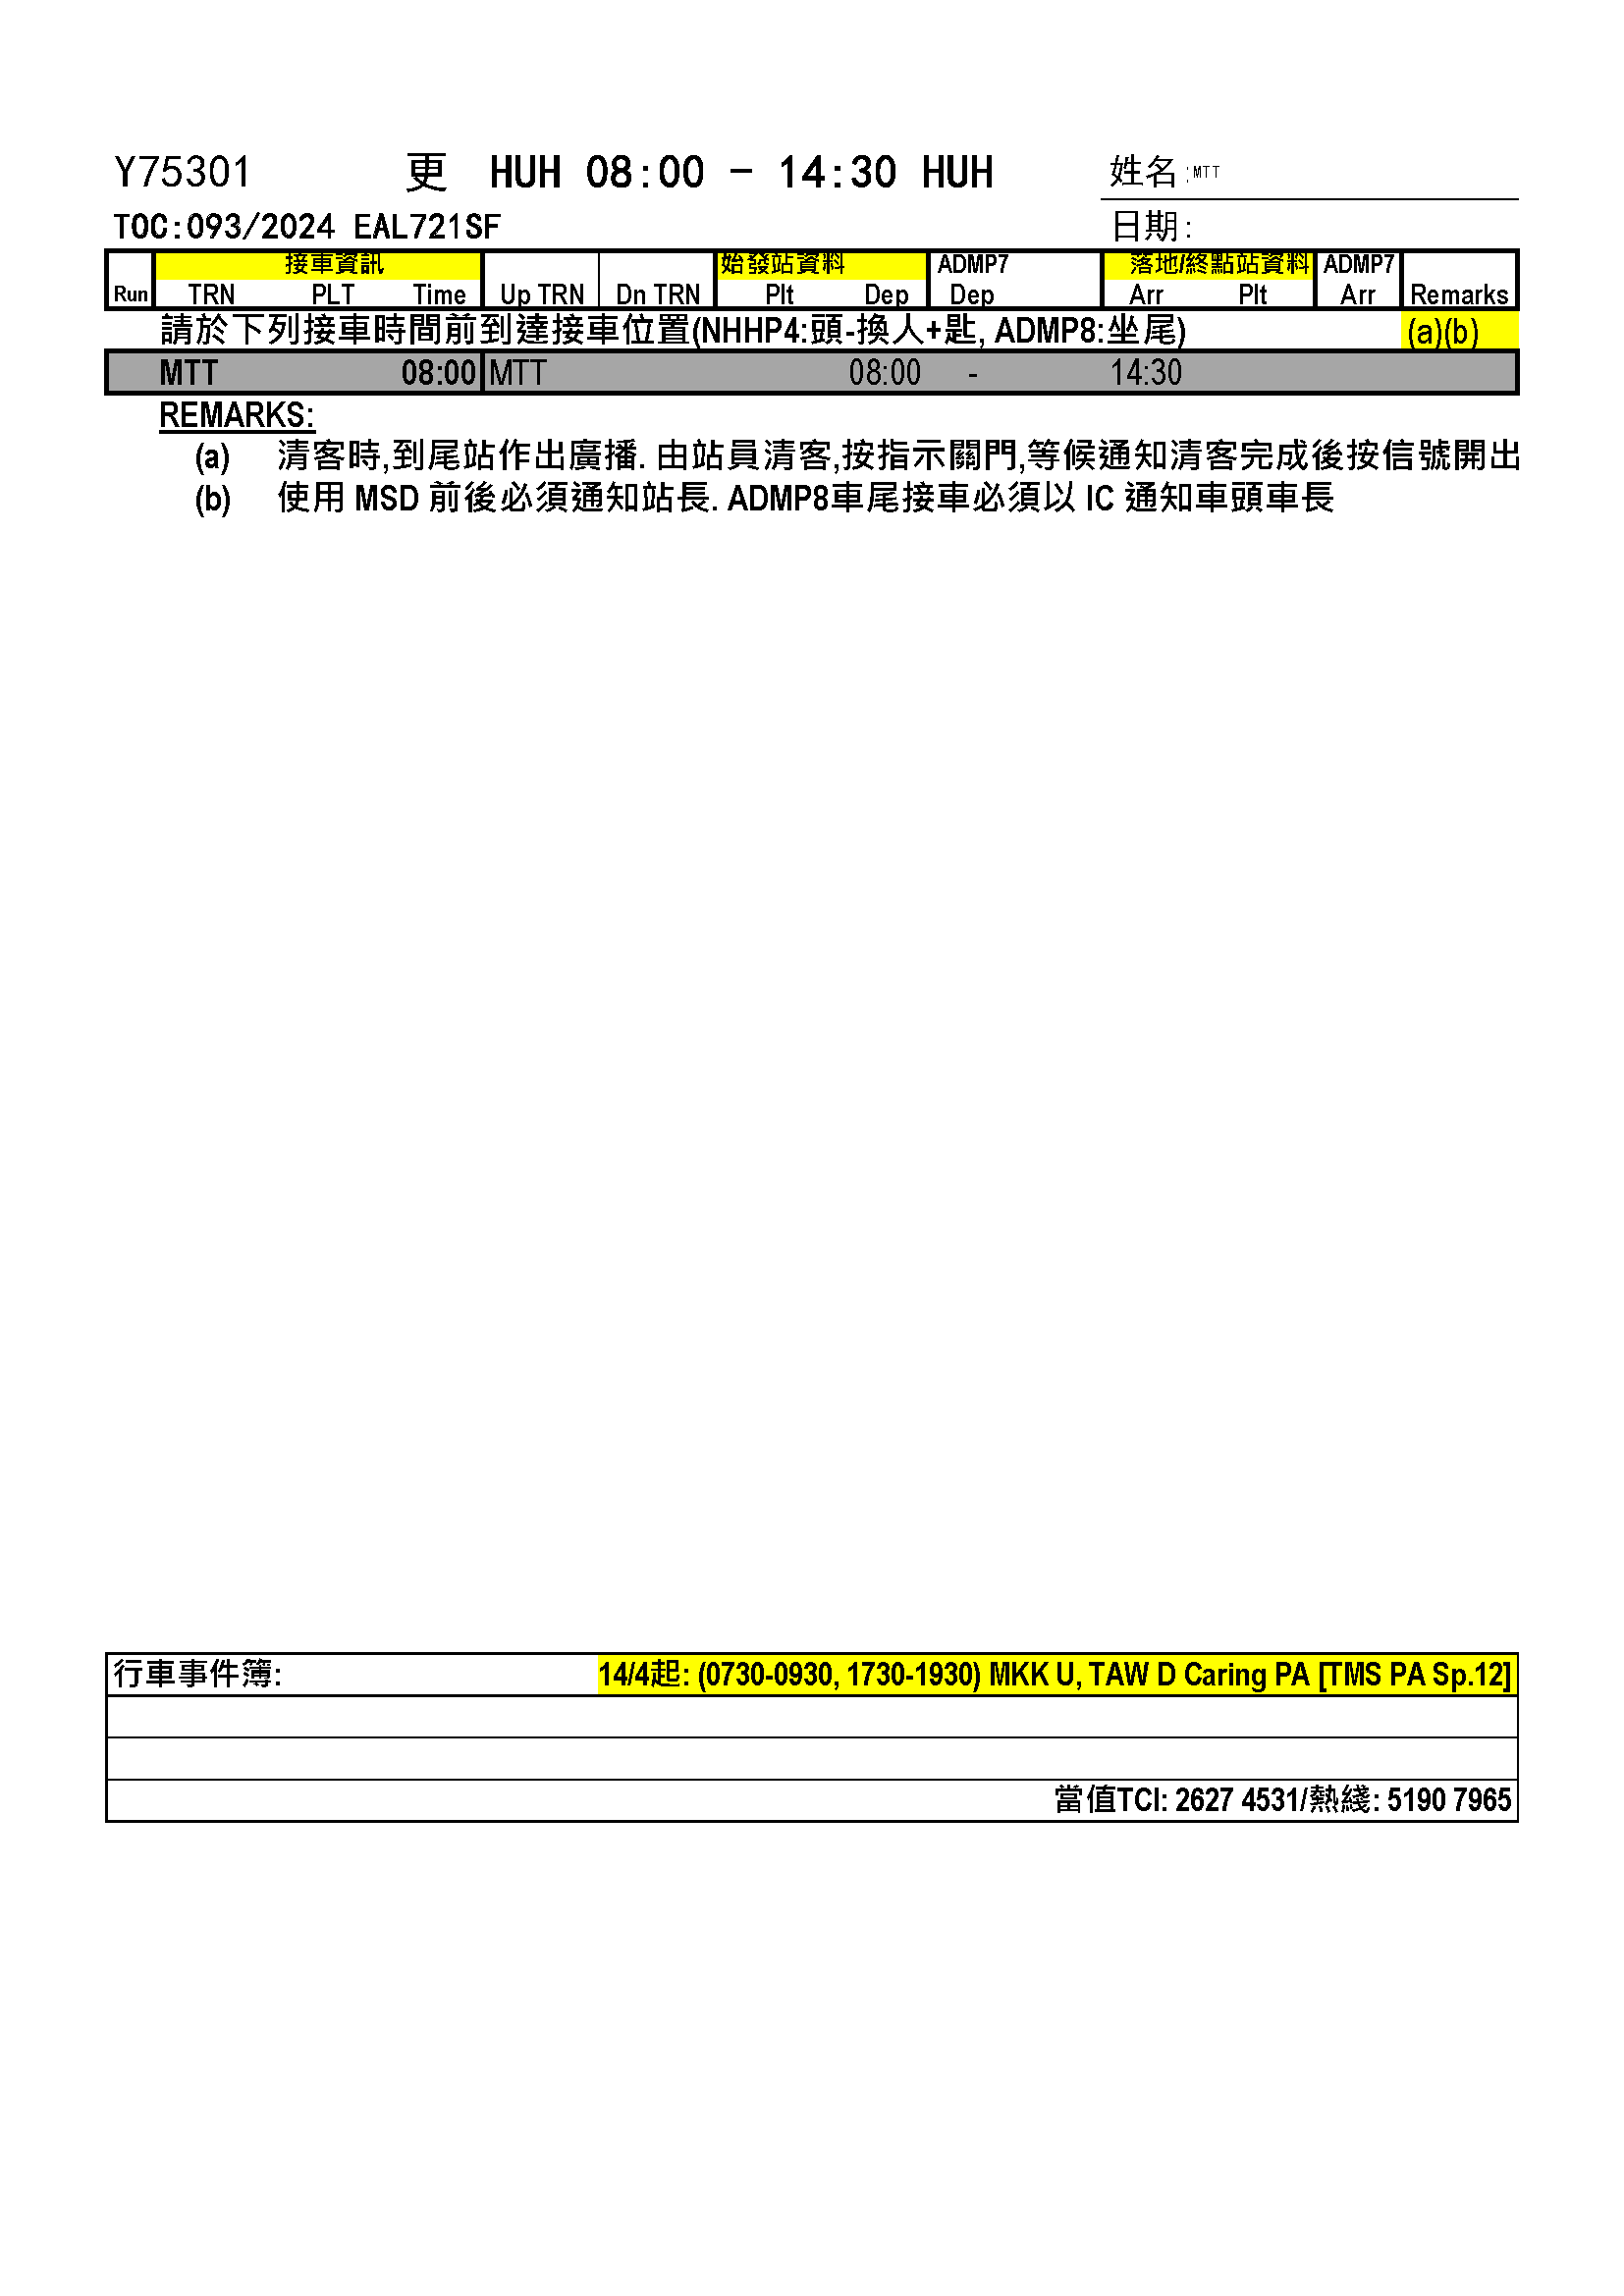 Y75301 更 HUH 08:00 - 14:30 HUH 姓名:MTT
TOC:093/2024 EAL721SF 日期:
接車資訊 始發站資料 ADMP7 落地/終點站資料 ADMP7
Run TRN PLT Time Up TRN Dn TRN Plt Dep Dep Arr Plt Arr Remarks
請於下列接車時間前到達接車位置(NHHP4:頭-換人+匙, ADMP8:坐尾) (a)(b)
MTT 08:00 MTT 08:00 - 14:30
REMARKS:
(a) 清客時,到尾站作出廣播. 由站員清客,按指示關門,等候通知清客完成後按信號開出
(b) 使用 MSD 前後必須通知站長. ADMP8車尾接車必須以 IC 通知車頭車長
行車事件簿: 14/4起: (0730-0930, 1730-1930) MKK U, TAW D Caring PA [TMS PA Sp.12]
當值TCI: 2627 4531/熱綫: 5190 7965